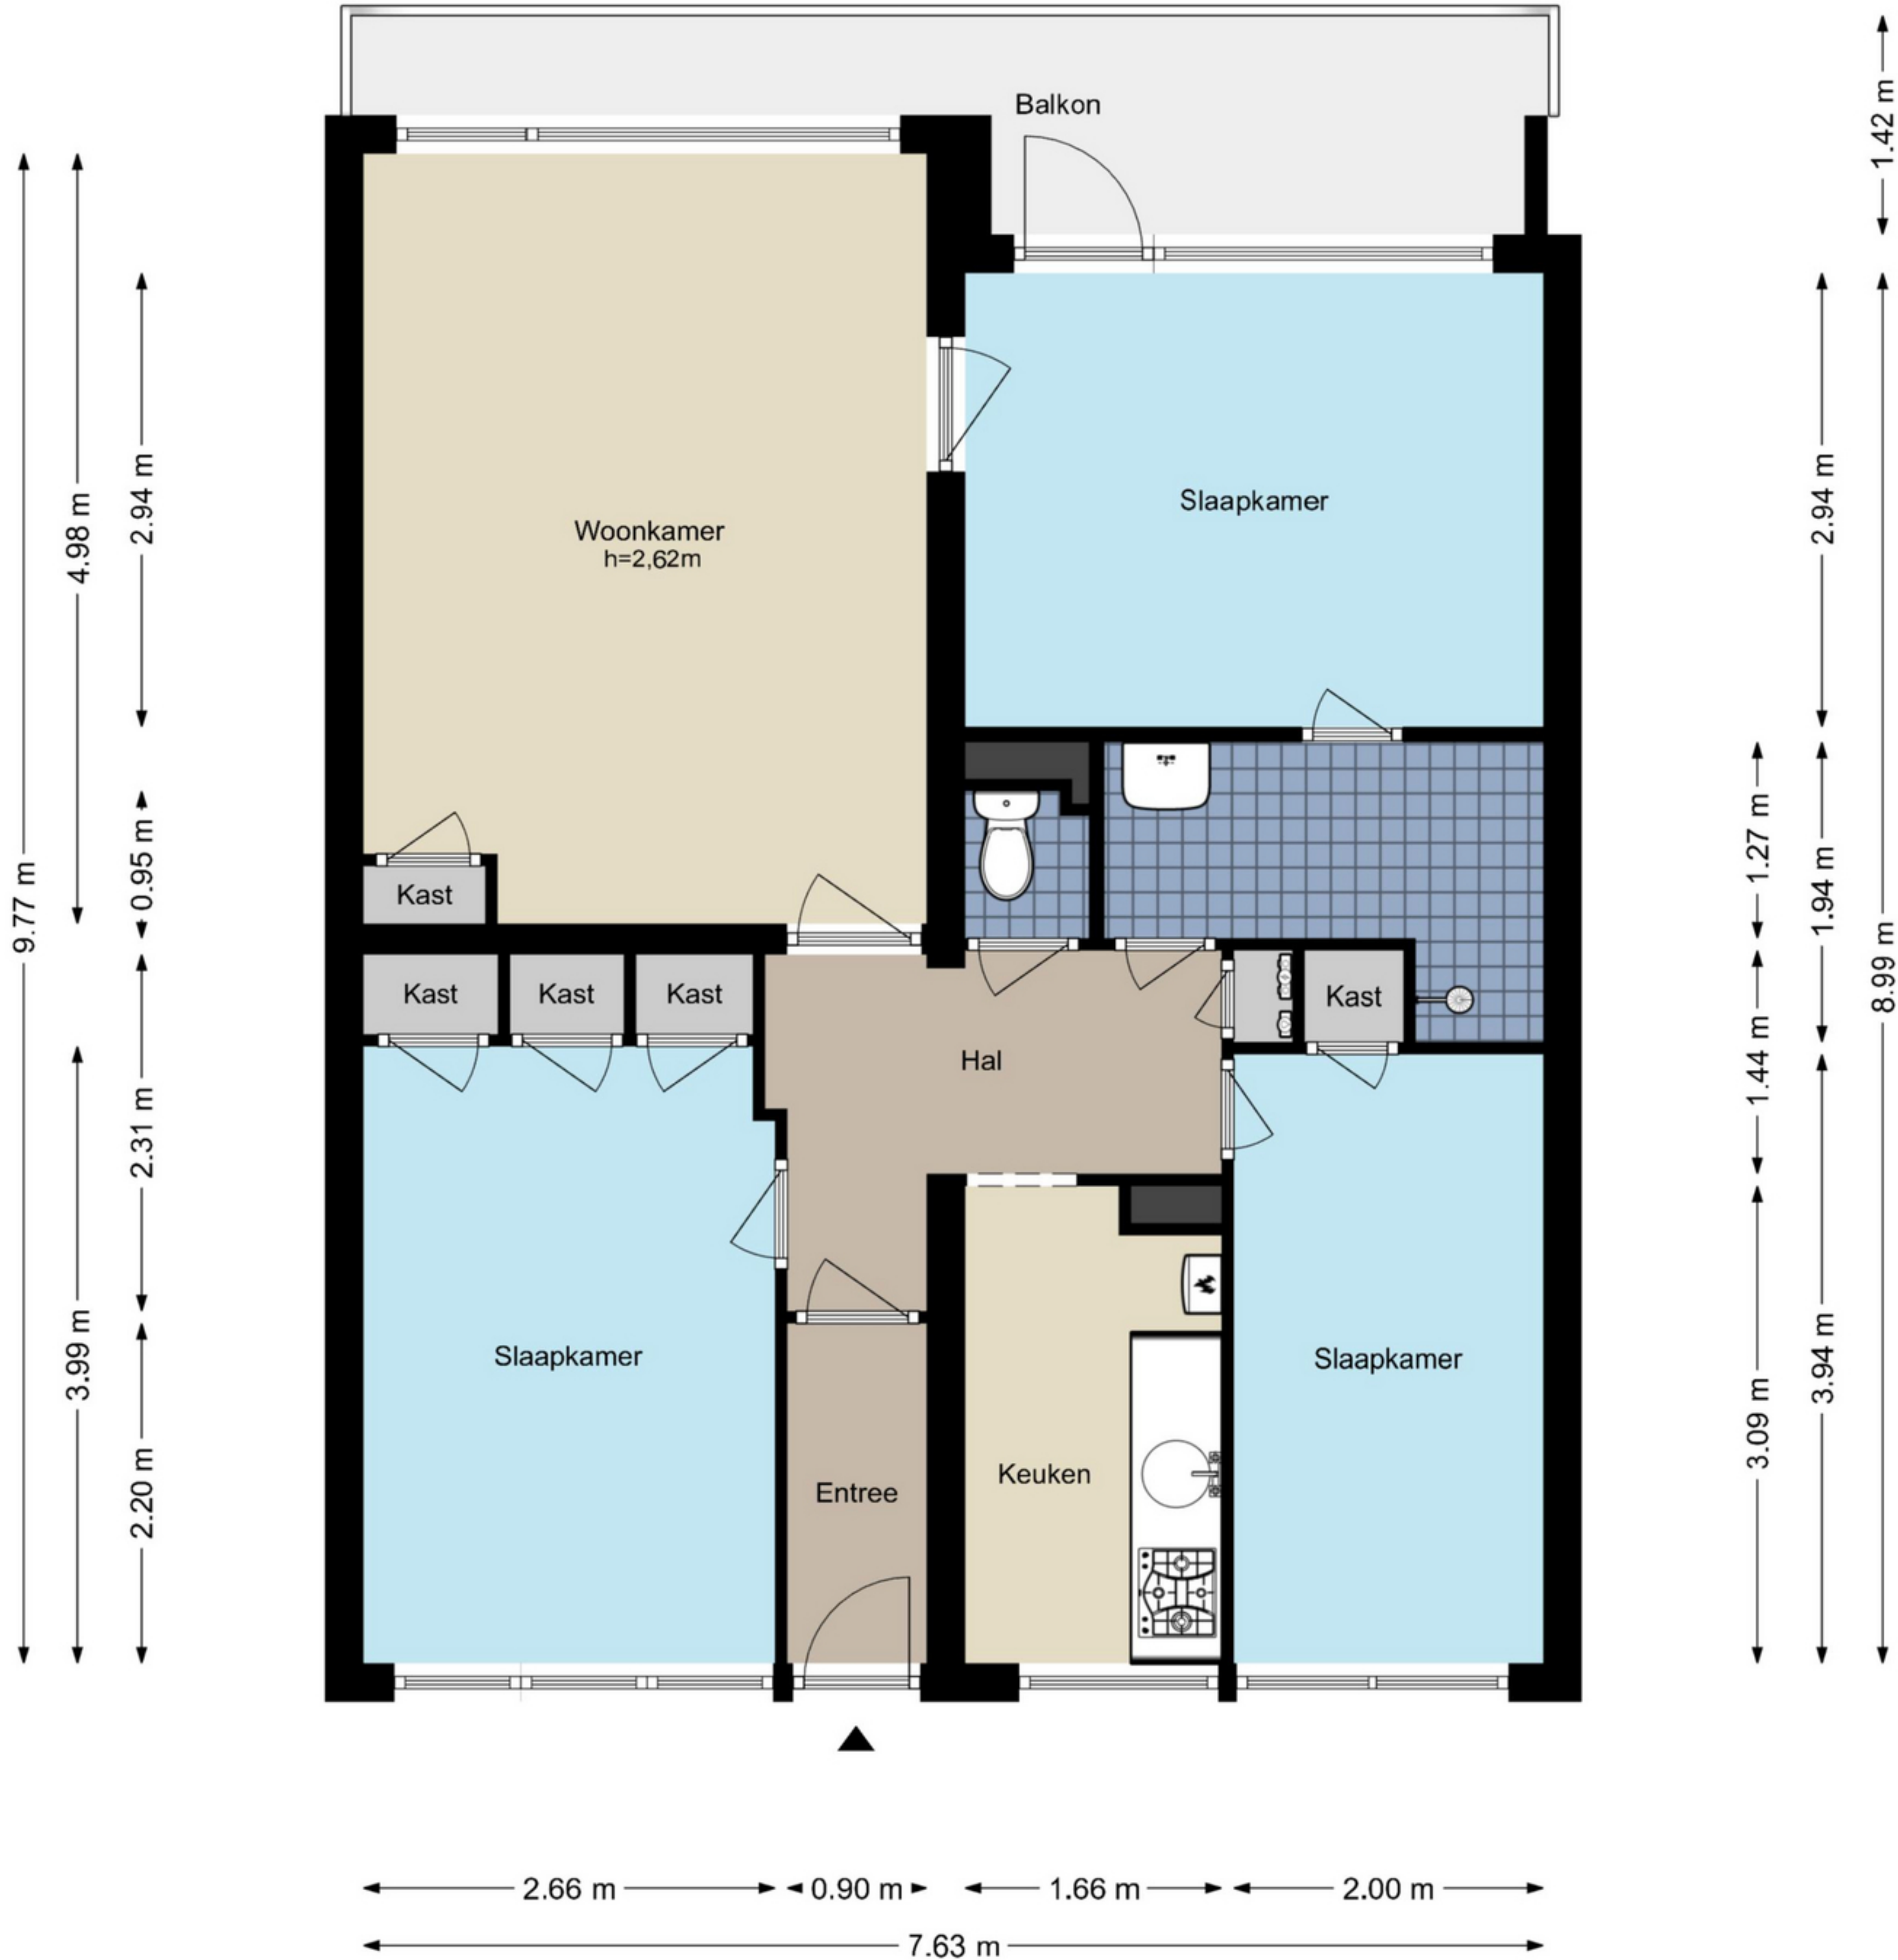 Balkon
1.42 m
Woonkamer
h=2,62m
Slaapkamer
9.77 m
4.98 m
2.94 m
0.95 m
2.94 m
1.27 m
1.94 m
8.99 m
Kast
Kast
Kast
Kast
Kast
Hal
2.31 m
3.99 m
2.20 m
1.44 m
3.09 m
3.94 m
Slaapkamer
Entree
Keuken
Slaapkamer
2.66 m
0.90 m
1.66 m
2.00 m
7.63 m